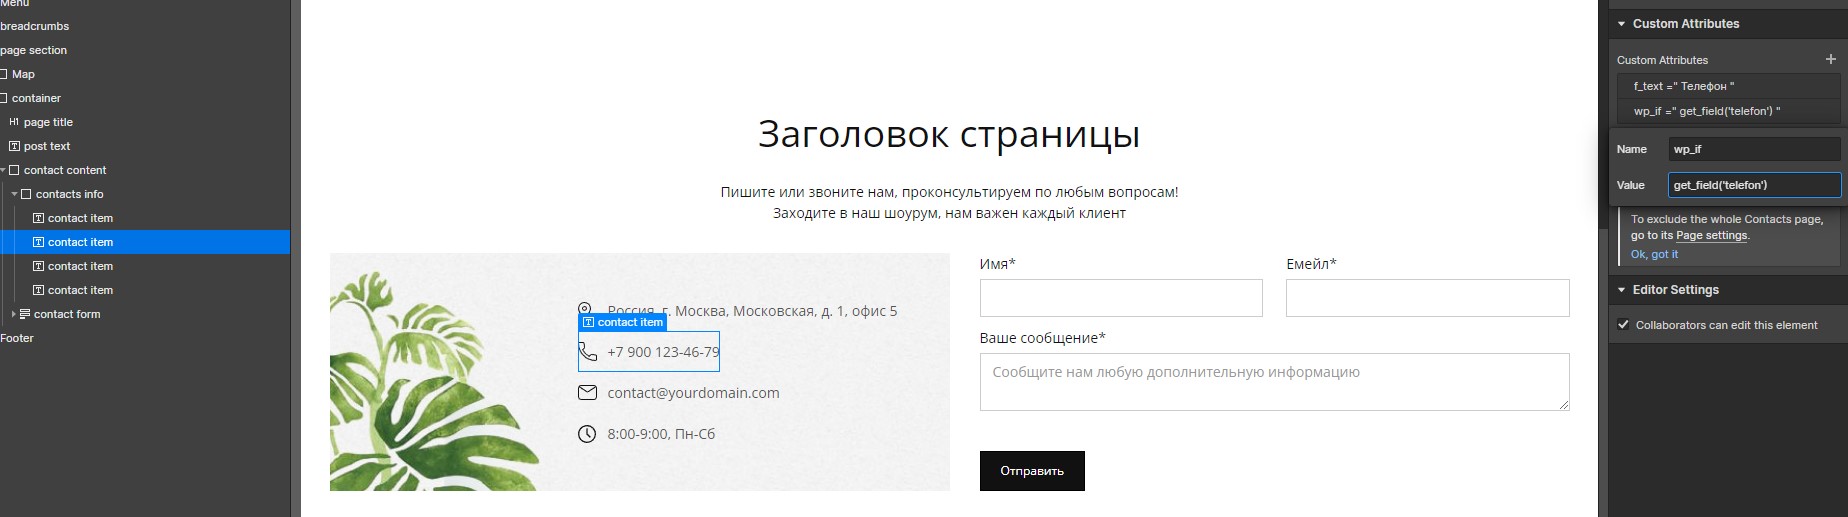 Menu
breadcrumbs
page section
Map
container
H1 page title
post text
contact content
contacts info
contact item
contact item
contact item
contact item
contact form
Footer
Заголовок страницы
Пишите или звоните нам, проконсультируем по любым вопросам!
Заходите в наш шоурум, нам важен каждый клиент
Россия, г. Москва, Московская, д. 1, офис 5
contact item
+7 900 123-46-79
contact@yourdomain.com
8:00-9:00, Пн-Сб
Имя*
Емейл*
Ваше сообщение*
Сообщите нам любую дополнительную информацию
Отправить
Custom Attributes
Custom Attributes
f_text =" Телефон "
wp_if =" get_field('telefon') "
Name wp_if
Value get_field('telefon')
To exclude the whole Contacts page,
go to its Page settings.
Ok, got it
Editor Settings
Collaborators can edit this element